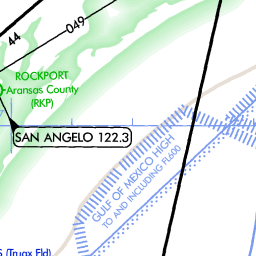 049
44
ROCKPORT
Aransas County
(RKP)
SAN ANGELO 122.3
GULF OF MEXICO HIGH
TO AND INCLUDING FL600
S (Truax Fld)